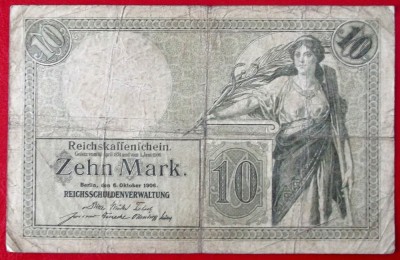 10 10
Reichskassenschein.
Zehn Mark.
10
Berlin, den 6. Oktober 1906.
REICHSSCHULDENVERWALTUNG